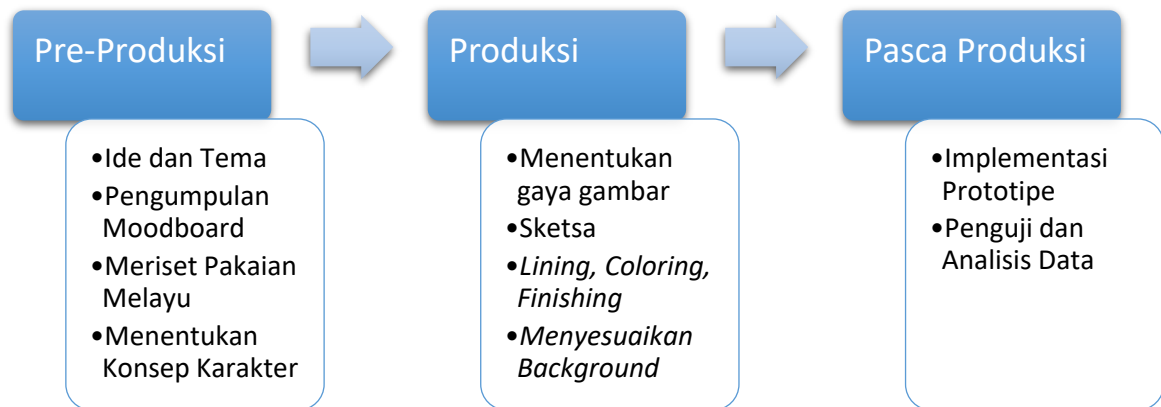 Pre-Produksi
•Ide dan Tema
•Pengumpulan
Moodboard
•Meriset Pakaian
Melayu
•Menentukan
Konsep Karakter
Produksi
•Menentukan
gaya gambar
•Sketsa
•Lining, Coloring,
Finishing
•Menyesuaikan
Background
Pasca Produksi
•Implementasi
Prototipe
•Penguji dan
Analisis Data